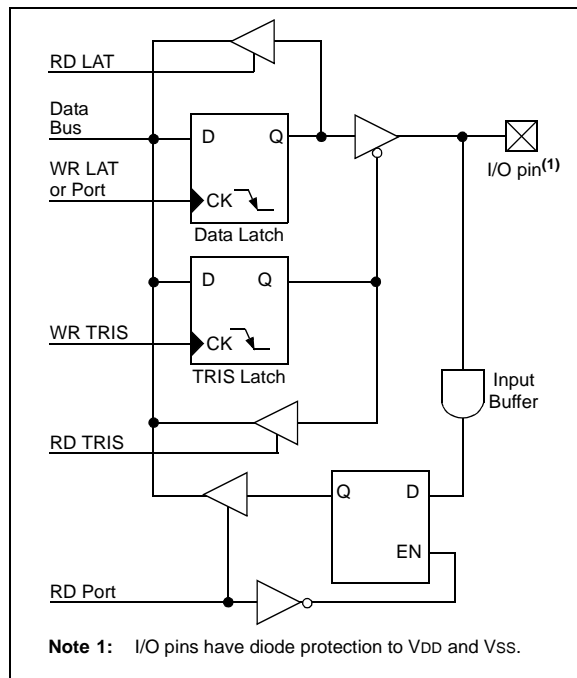 RD LAT
Data
Bus
D Q
WR LAT
or Port
CK
Data Latch
I/O pin(1)
D Q
WR TRIS
CK
TRIS Latch
Input
Buffer
RD TRIS
Q D
EN
RD Port
Note 1: I/O pins have diode protection to VDD and VSS.